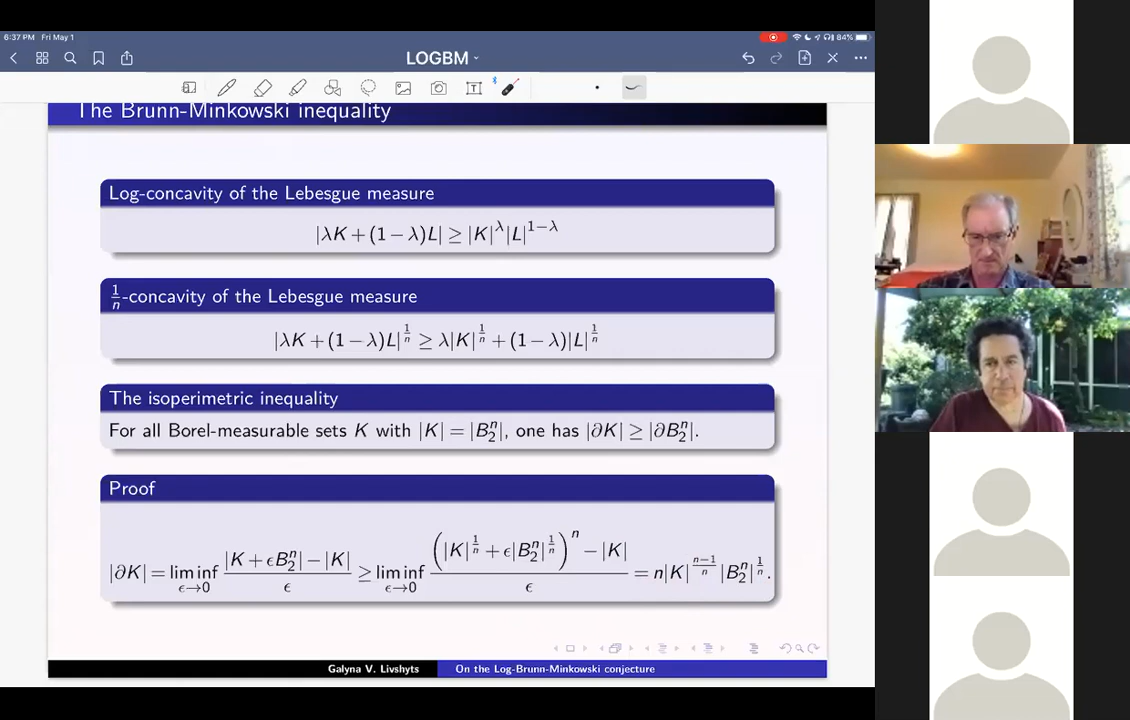 6:37 PM Fri May 1
84%
LOGBM
T
The Brunn-Minkowski inequality
Log-concavity of the Lebesgue measure
|λK + (1 − λ)L| ≥ |K|^λ |L|^{1−λ}
1/n-concavity of the Lebesgue measure
|λK + (1 − λ)L|^{1/n} ≥ λ|K|^{1/n} + (1 − λ)|L|^{1/n}
The isoperimetric inequality
For all Borel-measurable sets K with |K| = |B_2^n|, one has |∂K| ≥ |∂B_2^n|.
Proof
|∂K| = lim inf_{ϵ→0} (|K + ϵB_2^n| − |K|)/ϵ ≥ lim inf_{ϵ→0} ((|K|^{1/n} + ϵ|B_2^n|^{1/n})^n − |K|)/ϵ = n|K|^{(n−1)/n} |B_2^n|^{1/n}.
Galyna V. Livshyts
On the Log-Brunn-Minkowski conjecture